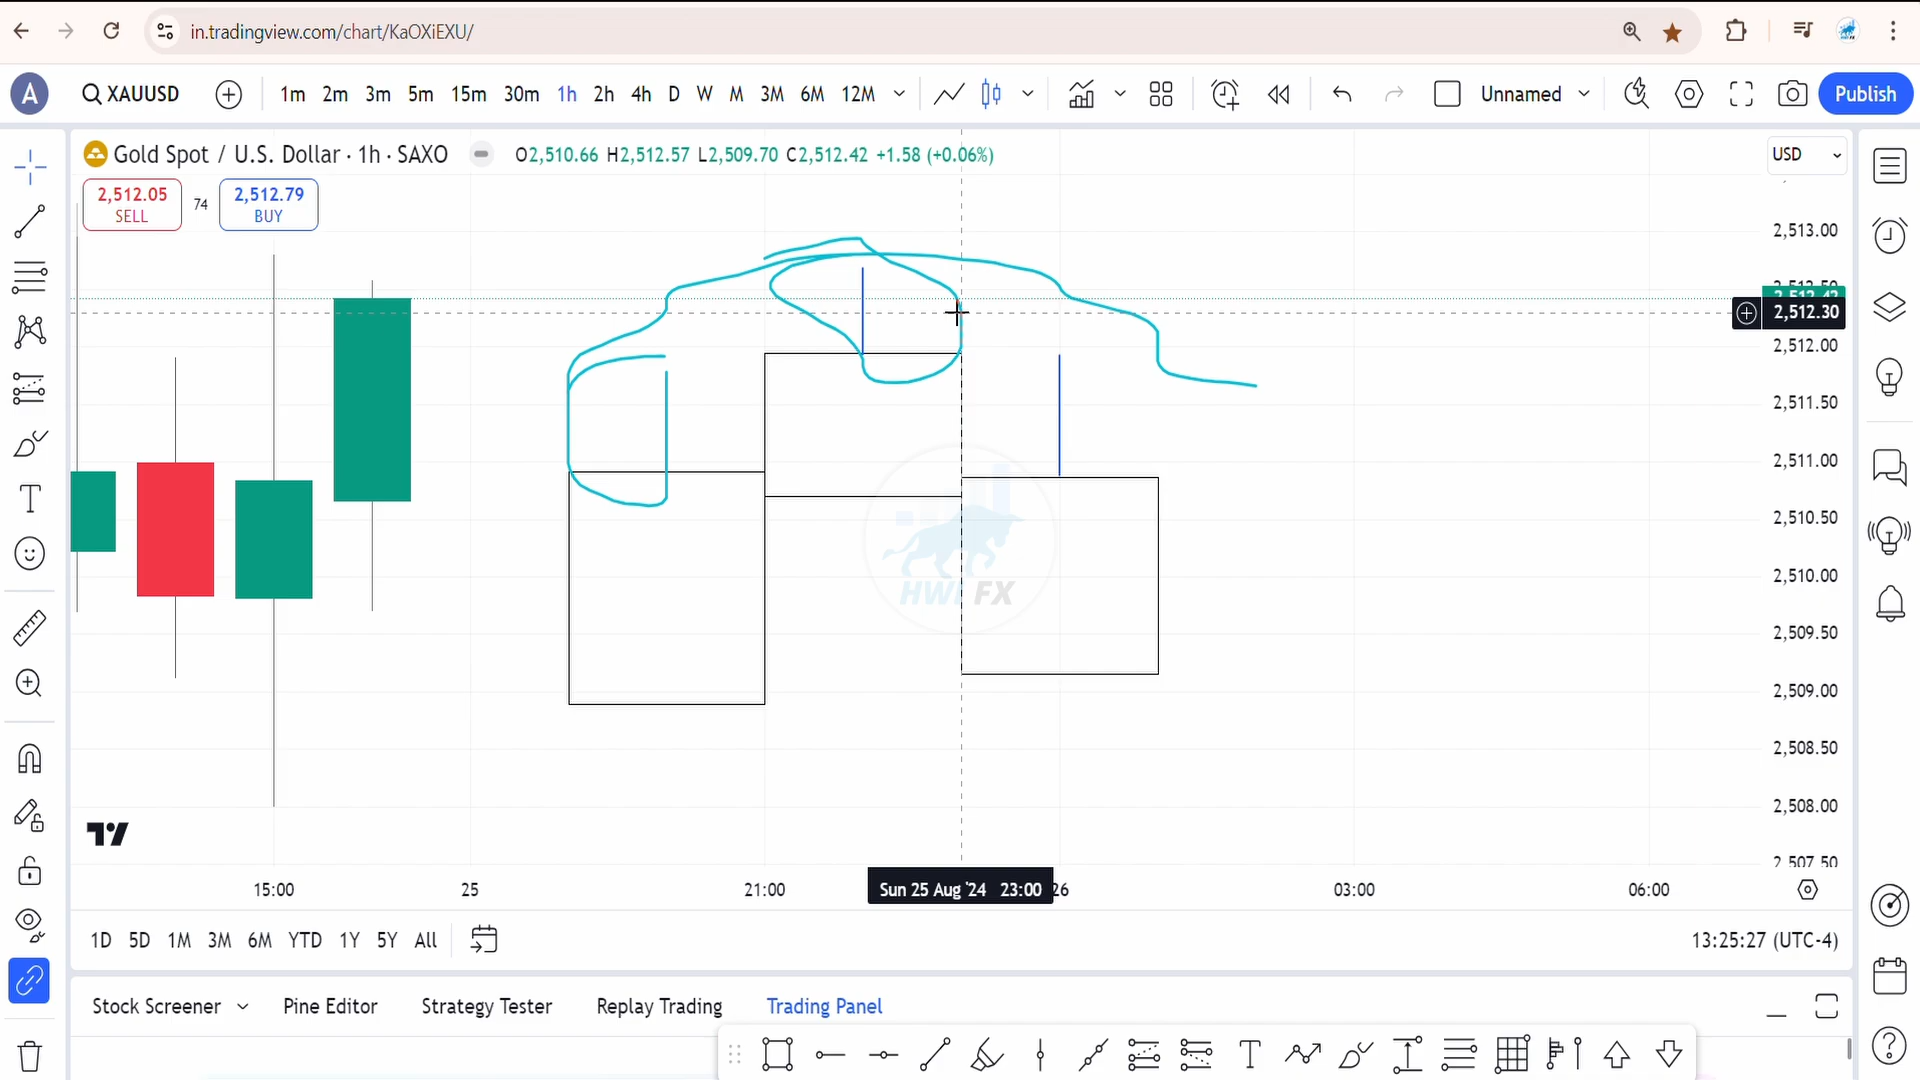 in.tradingview.com/chart/KaOXiEXU/
A XAUUSD 1m 2m 3m 5m 15m 30m 1h 2h 4h D W M 3M 6M 12M Unnamed Publish
Gold Spot / U.S. Dollar · 1h · SAXO O2,510.66 H2,512.57 L2,509.70 C2,512.42 +1.58 (+0.06%) USD
2,512.05 74 2,512.79
SELL BUY
2,513.00
2,512.30
2,512.00
2,511.50
2,511.00
2,510.50
2,510.00
HWL FX
2,509.50
2,509.00
2,508.50
2,508.00
2,507.50
15:00 25 21:00 Sun 25 Aug '24 23:00 26 03:00 06:00
1D 5D 1M 3M 6M YTD 1Y 5Y All 13:25:27 (UTC-4)
Stock Screener Pine Editor Strategy Tester Replay Trading Trading Panel